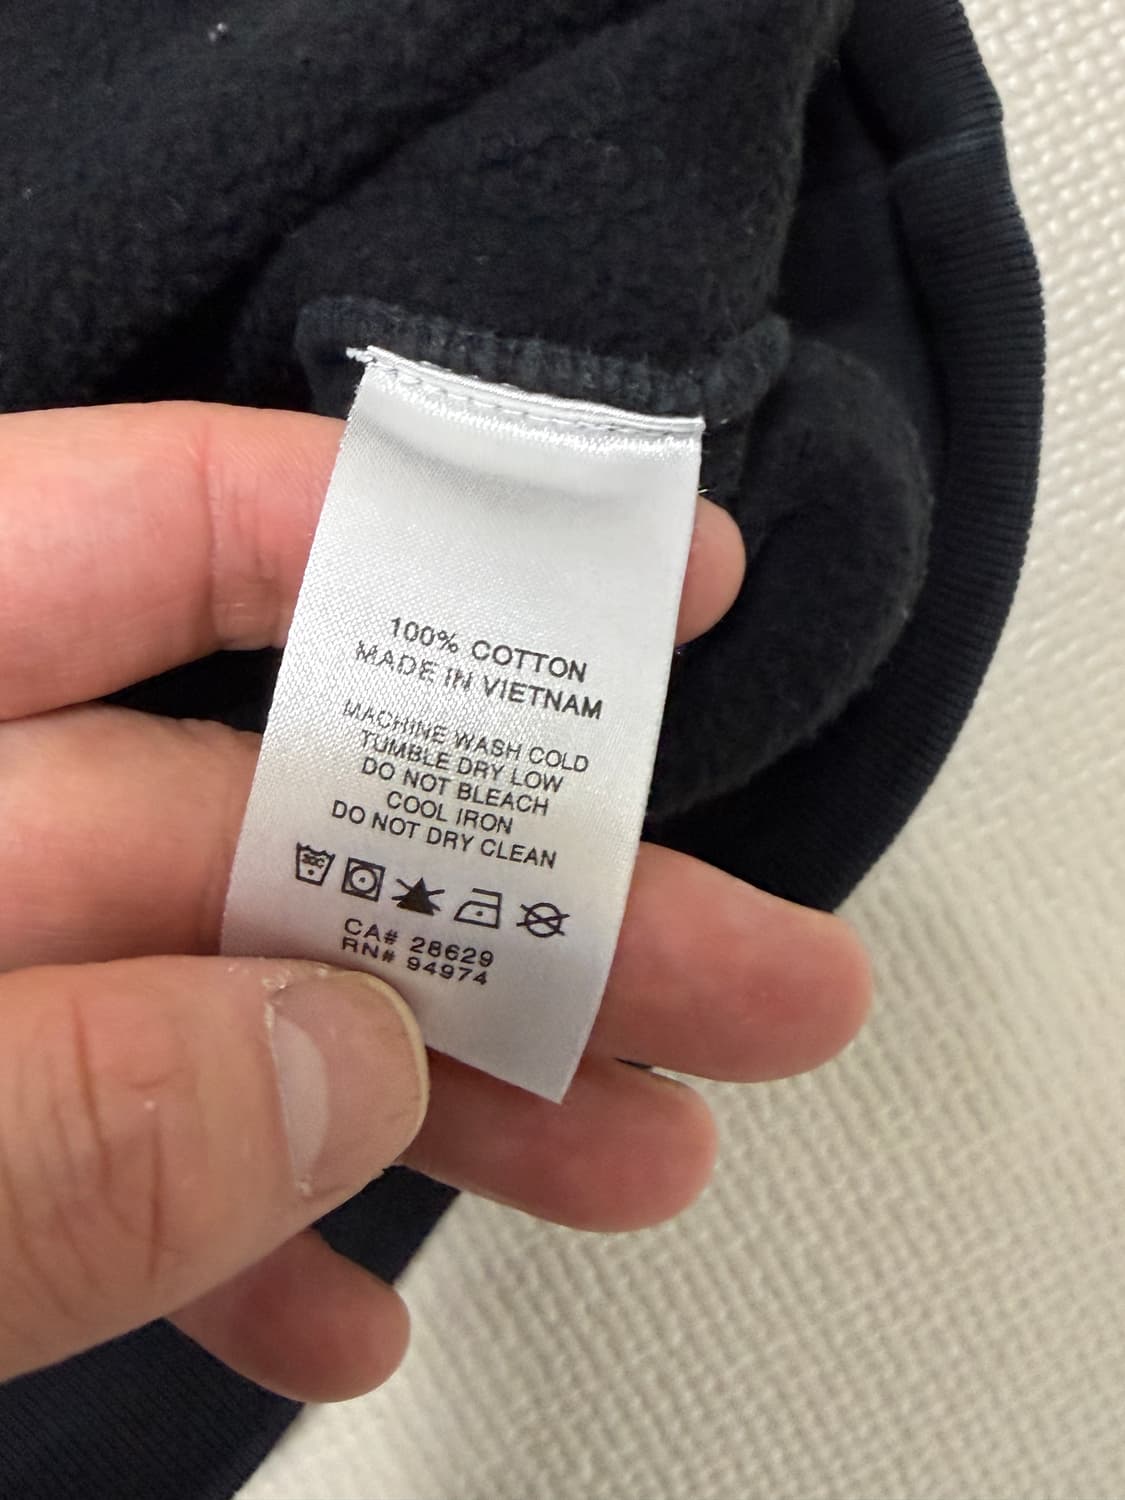 100% COTTON
MADE IN VIETNAM
MACHINE WASH COLD
TUMBLE DRY LOW
DO NOT BLEACH
COOL IRON
DO NOT DRY CLEAN
30C
CA# 28629
RN# 94974